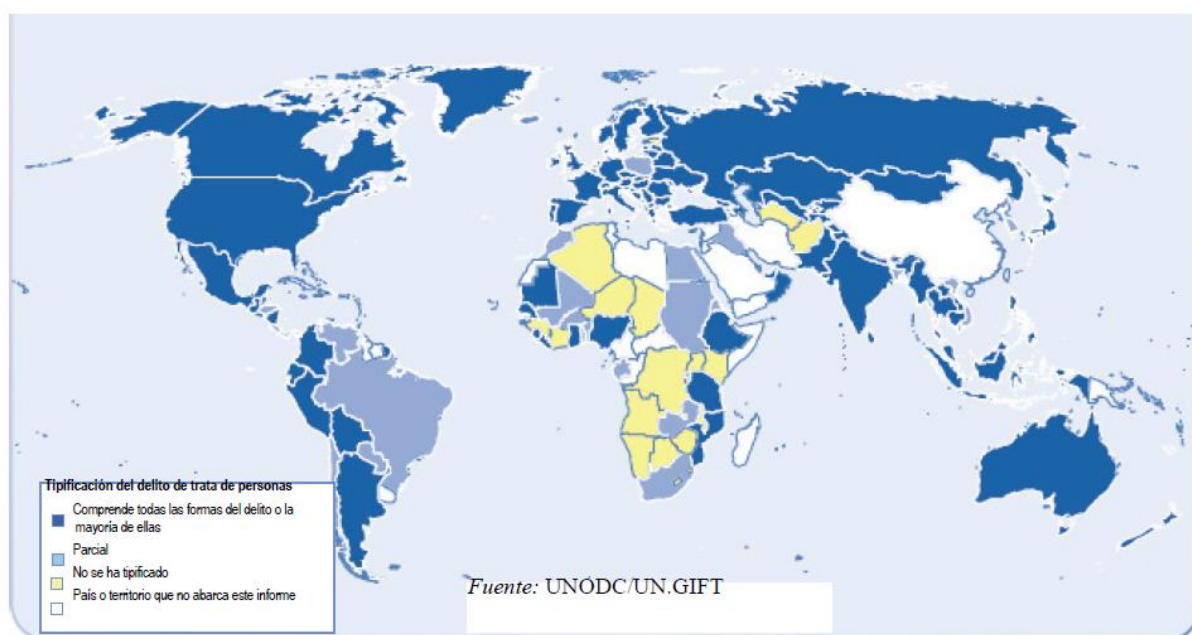 Tipificación del delito de trata de personas
Comprende todas las formas del delito o la
mayoría de ellas
Parcial
No se ha tipificado
País o territorio que no abarca este informe
Fuente: UNODC/UN.GIFT